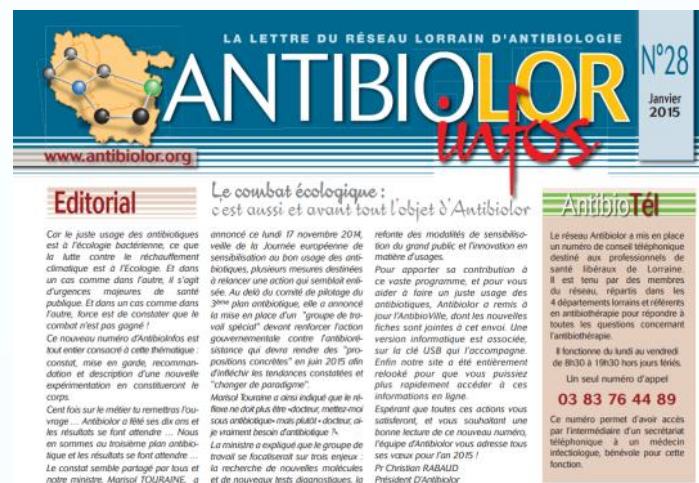 LA LETTRE DU RÉSEAU LORRAIN D'ANTIBIOLOGIE
ANTIBIOLOR
infos
N°28
Janvier
2015
www.antibiolor.org
Editorial
Le combat écologique :
c'est aussi et avant tout l'objet d'Antibiolor
Car le juste usage des antibiotiques
est à l'écologie bactérienne, ce que
la lutte contre le réchauffement
climatique est à l'Ecologie. Et dans
un cas comme dans l'autre, il s'agit
d'urgences majeures de santé
publique. Et dans un cas comme dans
l'autre, force est de constater que le
combat n'est pas gagné !
Ce nouveau numéro d'AntibioInfos est
tout entier consacré à cette thématique :
constat, mise en garde, recomman-
dation et description d'une nouvelle
expérimentation en constitueront le
corps.
Cent fois sur le métier tu remettras l'ou-
vrage ... Antibiolor a fêté ses dix ans et
les résultats se font attendre ... Nous
en sommes au troisième plan antibio-
tique et les résultats se font attendre ...
Le constat semble partagé par tous et
notre ministre, Marisol TOURAINE, a
annoncé ce lundi 17 novembre 2014,
veille de la Journée européenne de
sensibilisation au bon usage des anti-
biotiques, plusieurs mesures destinées
à relancer une action qui semblait enli-
sée. Au delà du comité de pilotage du
3ème plan antibiotique, elle a annoncé
la mise en place d'un "groupe de tra-
vail spécial" devant renforcer l'action
gouvernementale contre l'antibioré-
sistance qui devra rendre des "pro-
positions concrètes" en juin 2015 afin
d'infléchir les tendances constatées et
"changer de paradigme".
Marisol Touraine a ainsi indiqué que le ré-
flexe ne doit plus être «docteur, mettez-moi
sous antibiotique» mais plutôt «docteur, ai-
je vraiment besoin d'antibiotique ?».
La ministre a expliqué que le groupe de
travail se focaliserait sur trois enjeux :
la recherche de nouvelles molécules
et de nouveaux tests diagnostiques, la
refonte des modalités de sensibilisa-
tion du grand public et l'innovation en
matière d'usages.
Pour apporter sa contribution à
ce vaste programme, et pour vous
aider à faire un juste usage des
antibiotiques, Antibiolor a remis à
jour l'AntibioVille, dont les nouvelles
fiches sont jointes à cet envoi. Une
version informatique est associée,
sur la clé USB qui l'accompagne.
Enfin notre site a été entièrement
relooké pour que vous puissiez
plus rapidement accéder à ces
informations en ligne.
Espérant que toutes ces actions vous
satisferont, et vous souhaitant une
bonne lecture de ce nouveau numéro,
l'équipe d'Antibiolor vous adresse tous
ses vœux pour l'an 2015 !
Pr Christian RABAUD
Président D'Antibiolor
AntibioTél
Le réseau Antibiolor a mis en place
un numéro de conseil téléphonique
destiné aux professionnels de
santé libéraux de Lorraine.
Il est tenu par des membres
du réseau, répartis dans les
4 départements lorrains et référents
en antibiothérapie pour répondre à
toutes les questions concernant
l'antibiothérapie.
Il fonctionne du lundi au vendredi
de 8h30 à 19h30 hors jours fériés.
Un seul numéro d'appel
03 83 76 44 89
Ce numéro permet d'avoir accès
par l'intermédiaire d'un secrétariat
téléphonique à un médecin
infectiologue, bénévole pour cette
fonction.